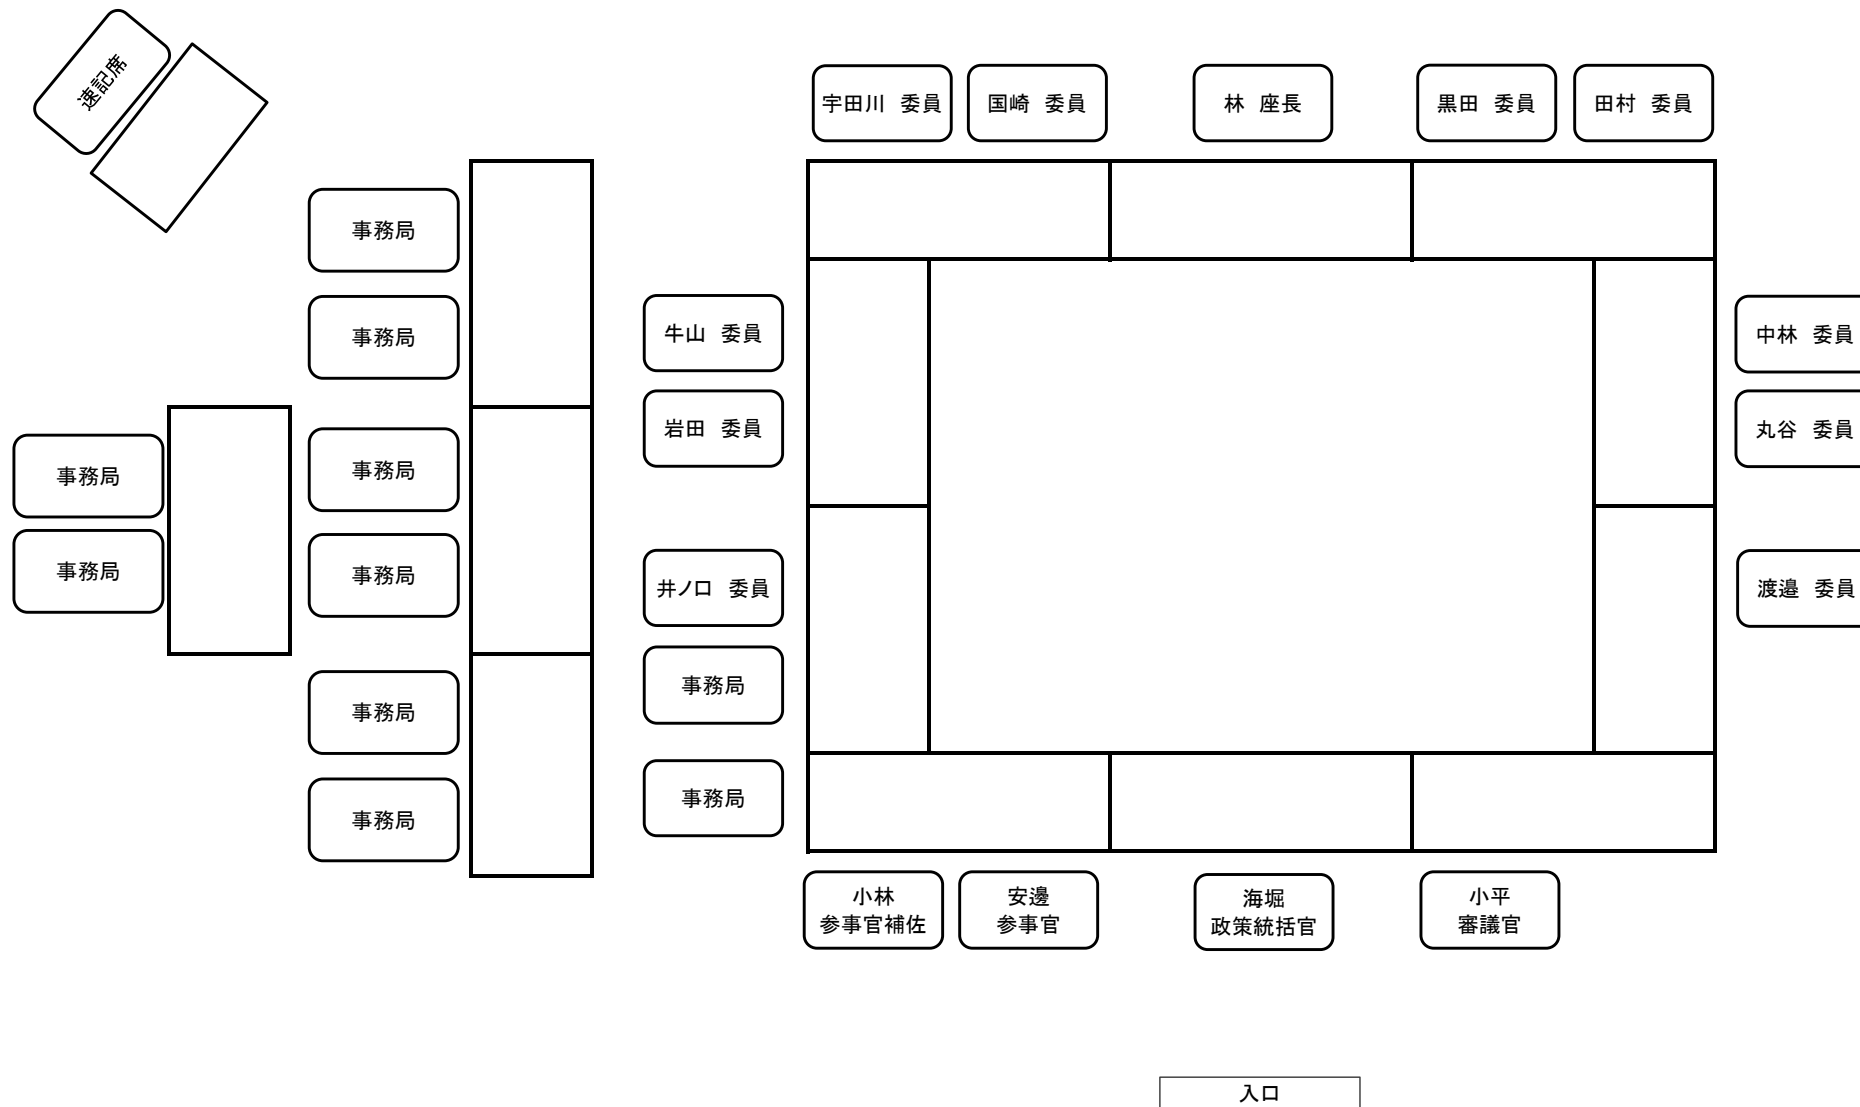 速記席
宇田川 委員
国崎 委員
林 座長
黒田 委員
田村 委員
事務局
事務局
牛山 委員
中林 委員
岩田 委員
丸谷 委員
事務局
事務局
事務局
事務局
井ノ口 委員
渡邉 委員
事務局
事務局
事務局
事務局
小林
参事官補佐
安邊
参事官
海堀
政策統括官
小平
審議官
入口